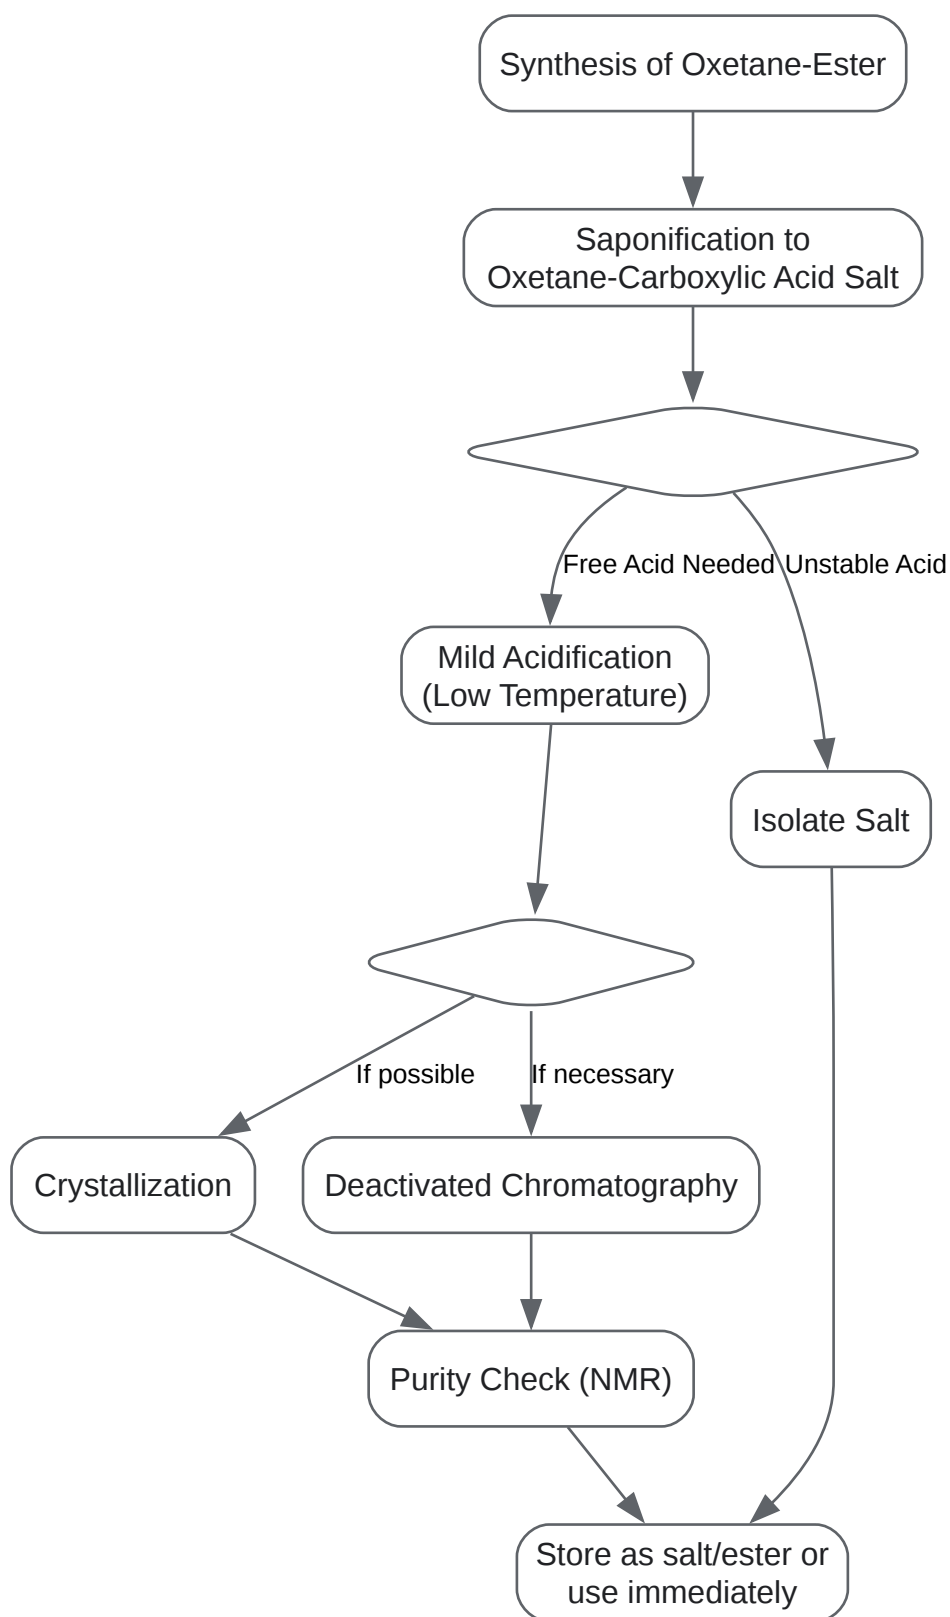 Synthesis of Oxetane-Ester
Saponification to
Oxetane-Carboxylic Acid Salt
Free Acid Needed
Unstable Acid
Mild Acidification
(Low Temperature)
Isolate Salt
If possible
If necessary
Crystallization
Deactivated Chromatography
Purity Check (NMR)
Store as salt/ester or
use immediately